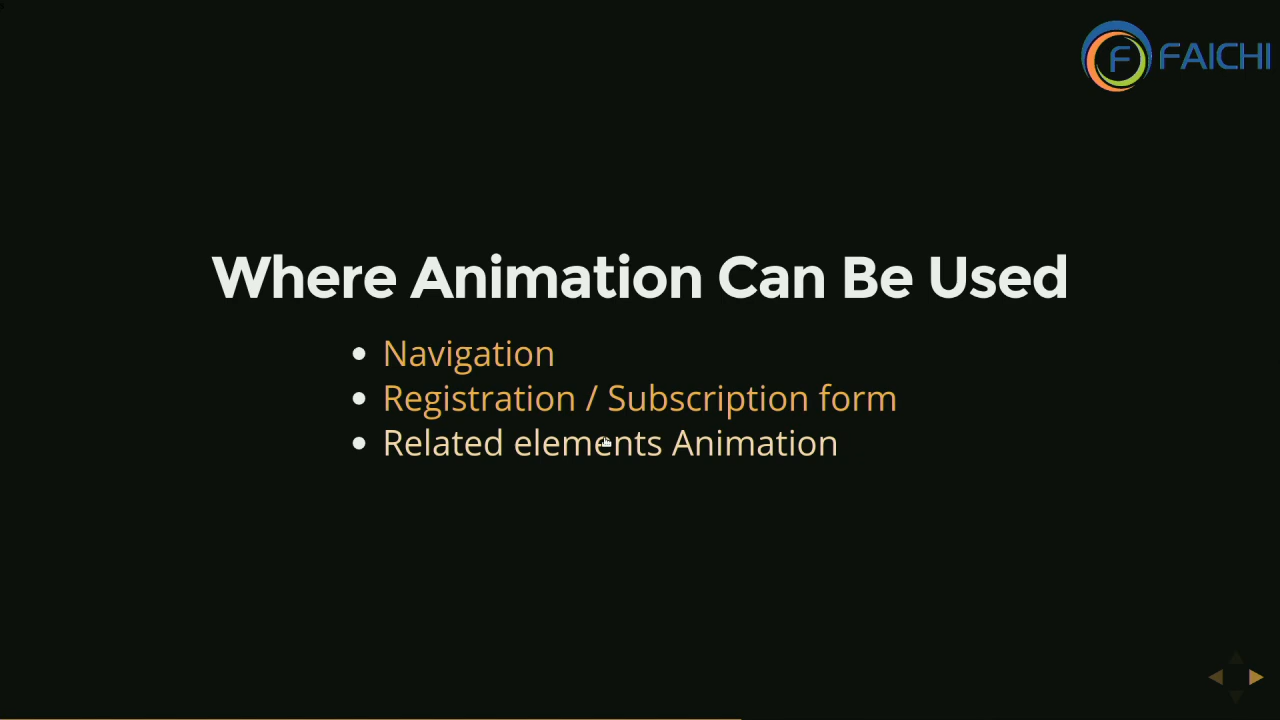 F FAICHI
Where Animation Can Be Used
Navigation
Registration / Subscription form
Related elements Animation